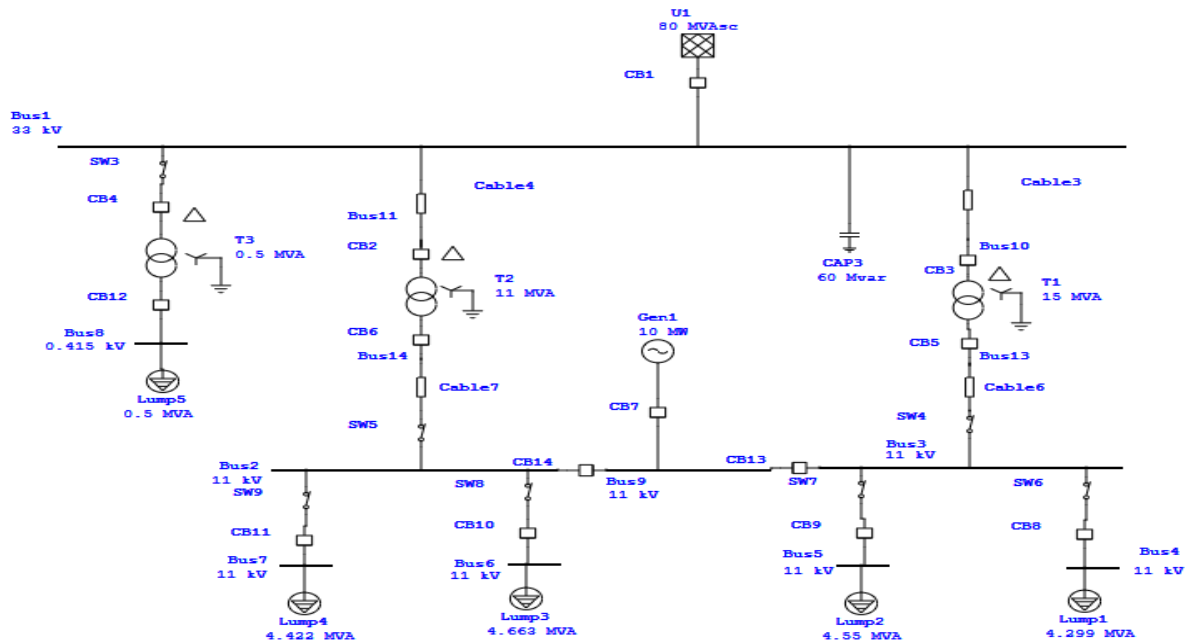 U1
80 MVAsc
CB1
Bus1
33 kV
SW3
Cable4
Cable3
CB4
Bus11
T3
0.5 MVA
CB2
Bus10
CAP3
60 Mvar
CB3
T2
11 MVA
T1
15 MVA
CB12
Gen1
10 MW
Bus8
0.415 kV
CB6
Bus14
CB5
Bus13
Cable7
Cable6
Lump5
0.5 MVA
CB7
SW5
SW4
Bus3
11 kV
Bus2
11 kV
CB14
CB13
Bus9
11 kV
SW9
SW8
SW7
SW6
CB11
CB10
CB9
CB8
Bus7
11 kV
Bus6
11 kV
Bus5
11 kV
Bus4
11 kV
Lump4
4.422 MVA
Lump3
4.663 MVA
Lump2
4.55 MVA
Lump1
4.299 MVA